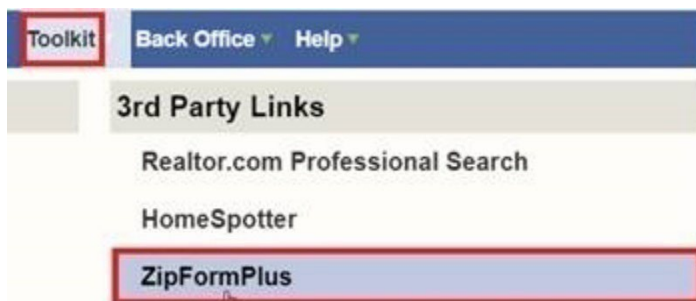 Toolkit Back Office Help
3rd Party Links
Realtor.com Professional Search
HomeSpotter
ZipFormPlus